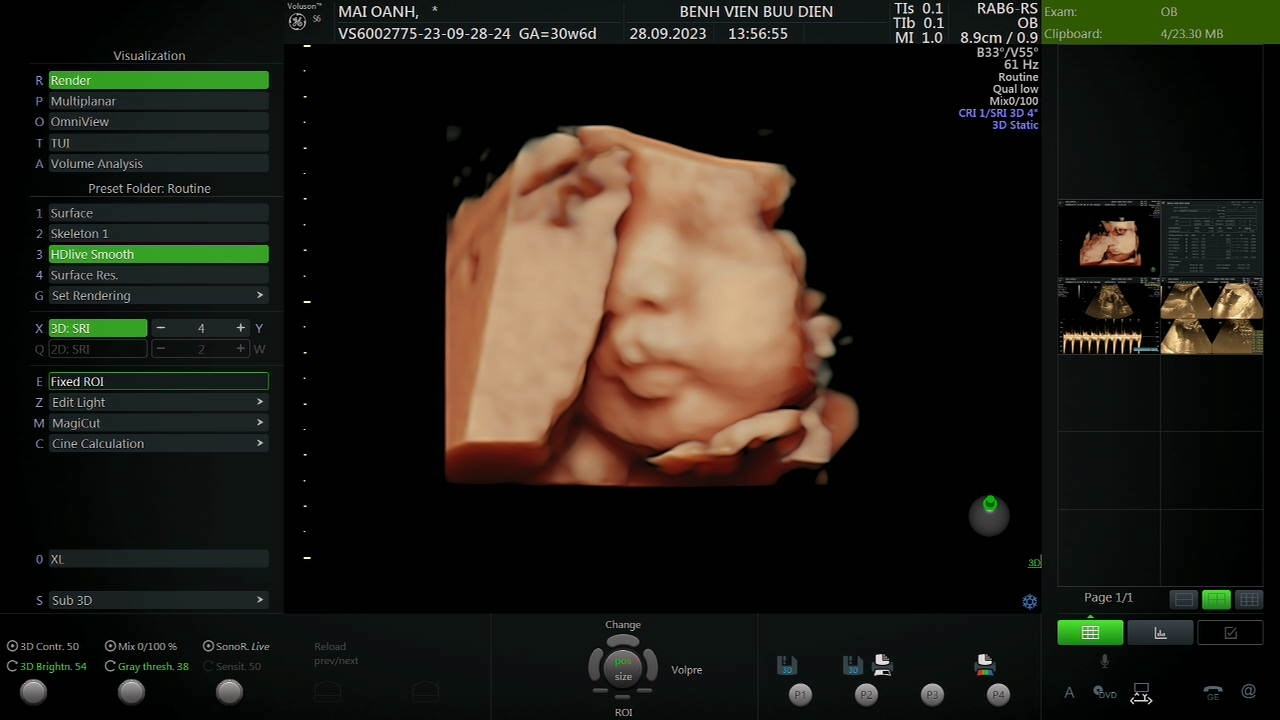 Voluson™
S6
MAI OANH, *
BENH VIEN BUU DIEN
TIs 0.1
RAB6-RS
TIb 0.1
OB
VS6002775-23-09-28-24 GA=30w6d
28.09.2023
13:56:55
MI 1.0
8.9cm / 0.9
Exam: OB
Clipboard: 4/23.30 MB
B33°/V55°
61 Hz
Routine
Qual low
Mix0/100
CRI 1/SRI 3D 4*
3D Static
Visualization
R Render
P Multiplanar
O OmniView
T TUI
A Volume Analysis
Preset Folder: Routine
1 Surface
2 Skeleton 1
3 HDlive Smooth
4 Surface Res.
G Set Rendering >
X 3D: SRI − 4 + Y
Q 2D: SRI − 2 + W
E Fixed ROI
Z Edit Light >
M MagiCut >
C Cine Calculation >
0 XL
S Sub 3D >
3D
Page 1/1
3D Contr. 50
Mix 0/100 %
SonoR. Live
3D Brightn. 54
Gray thresh. 38
Sensit. 50
Reload
prev/next
Change
pos
size
Volpre
ROI
3D
3D
P1
P2
P3
P4
A
DVD
GE
@